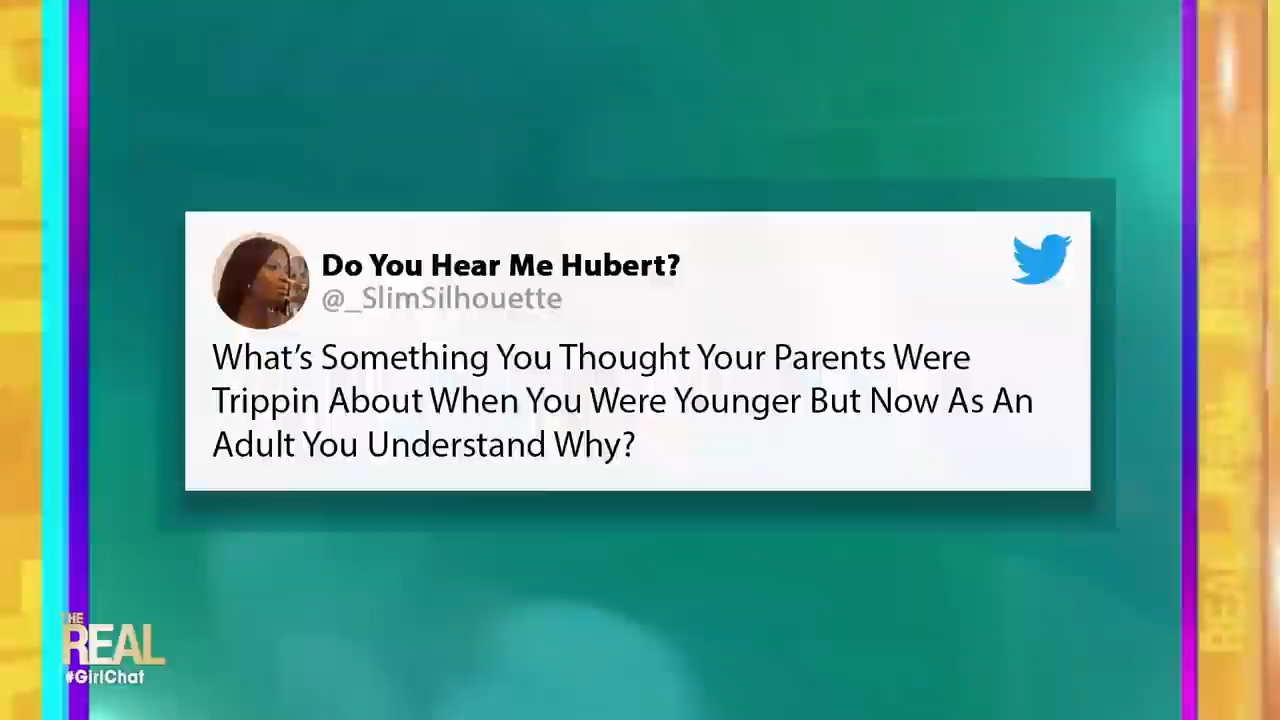 Do You Hear Me Hubert?
@_SlimSilhouette
What's Something You Thought Your Parents Were
Trippin About When You Were Younger But Now As An
Adult You Understand Why?
THE
REAL
#GirlChat
REAL